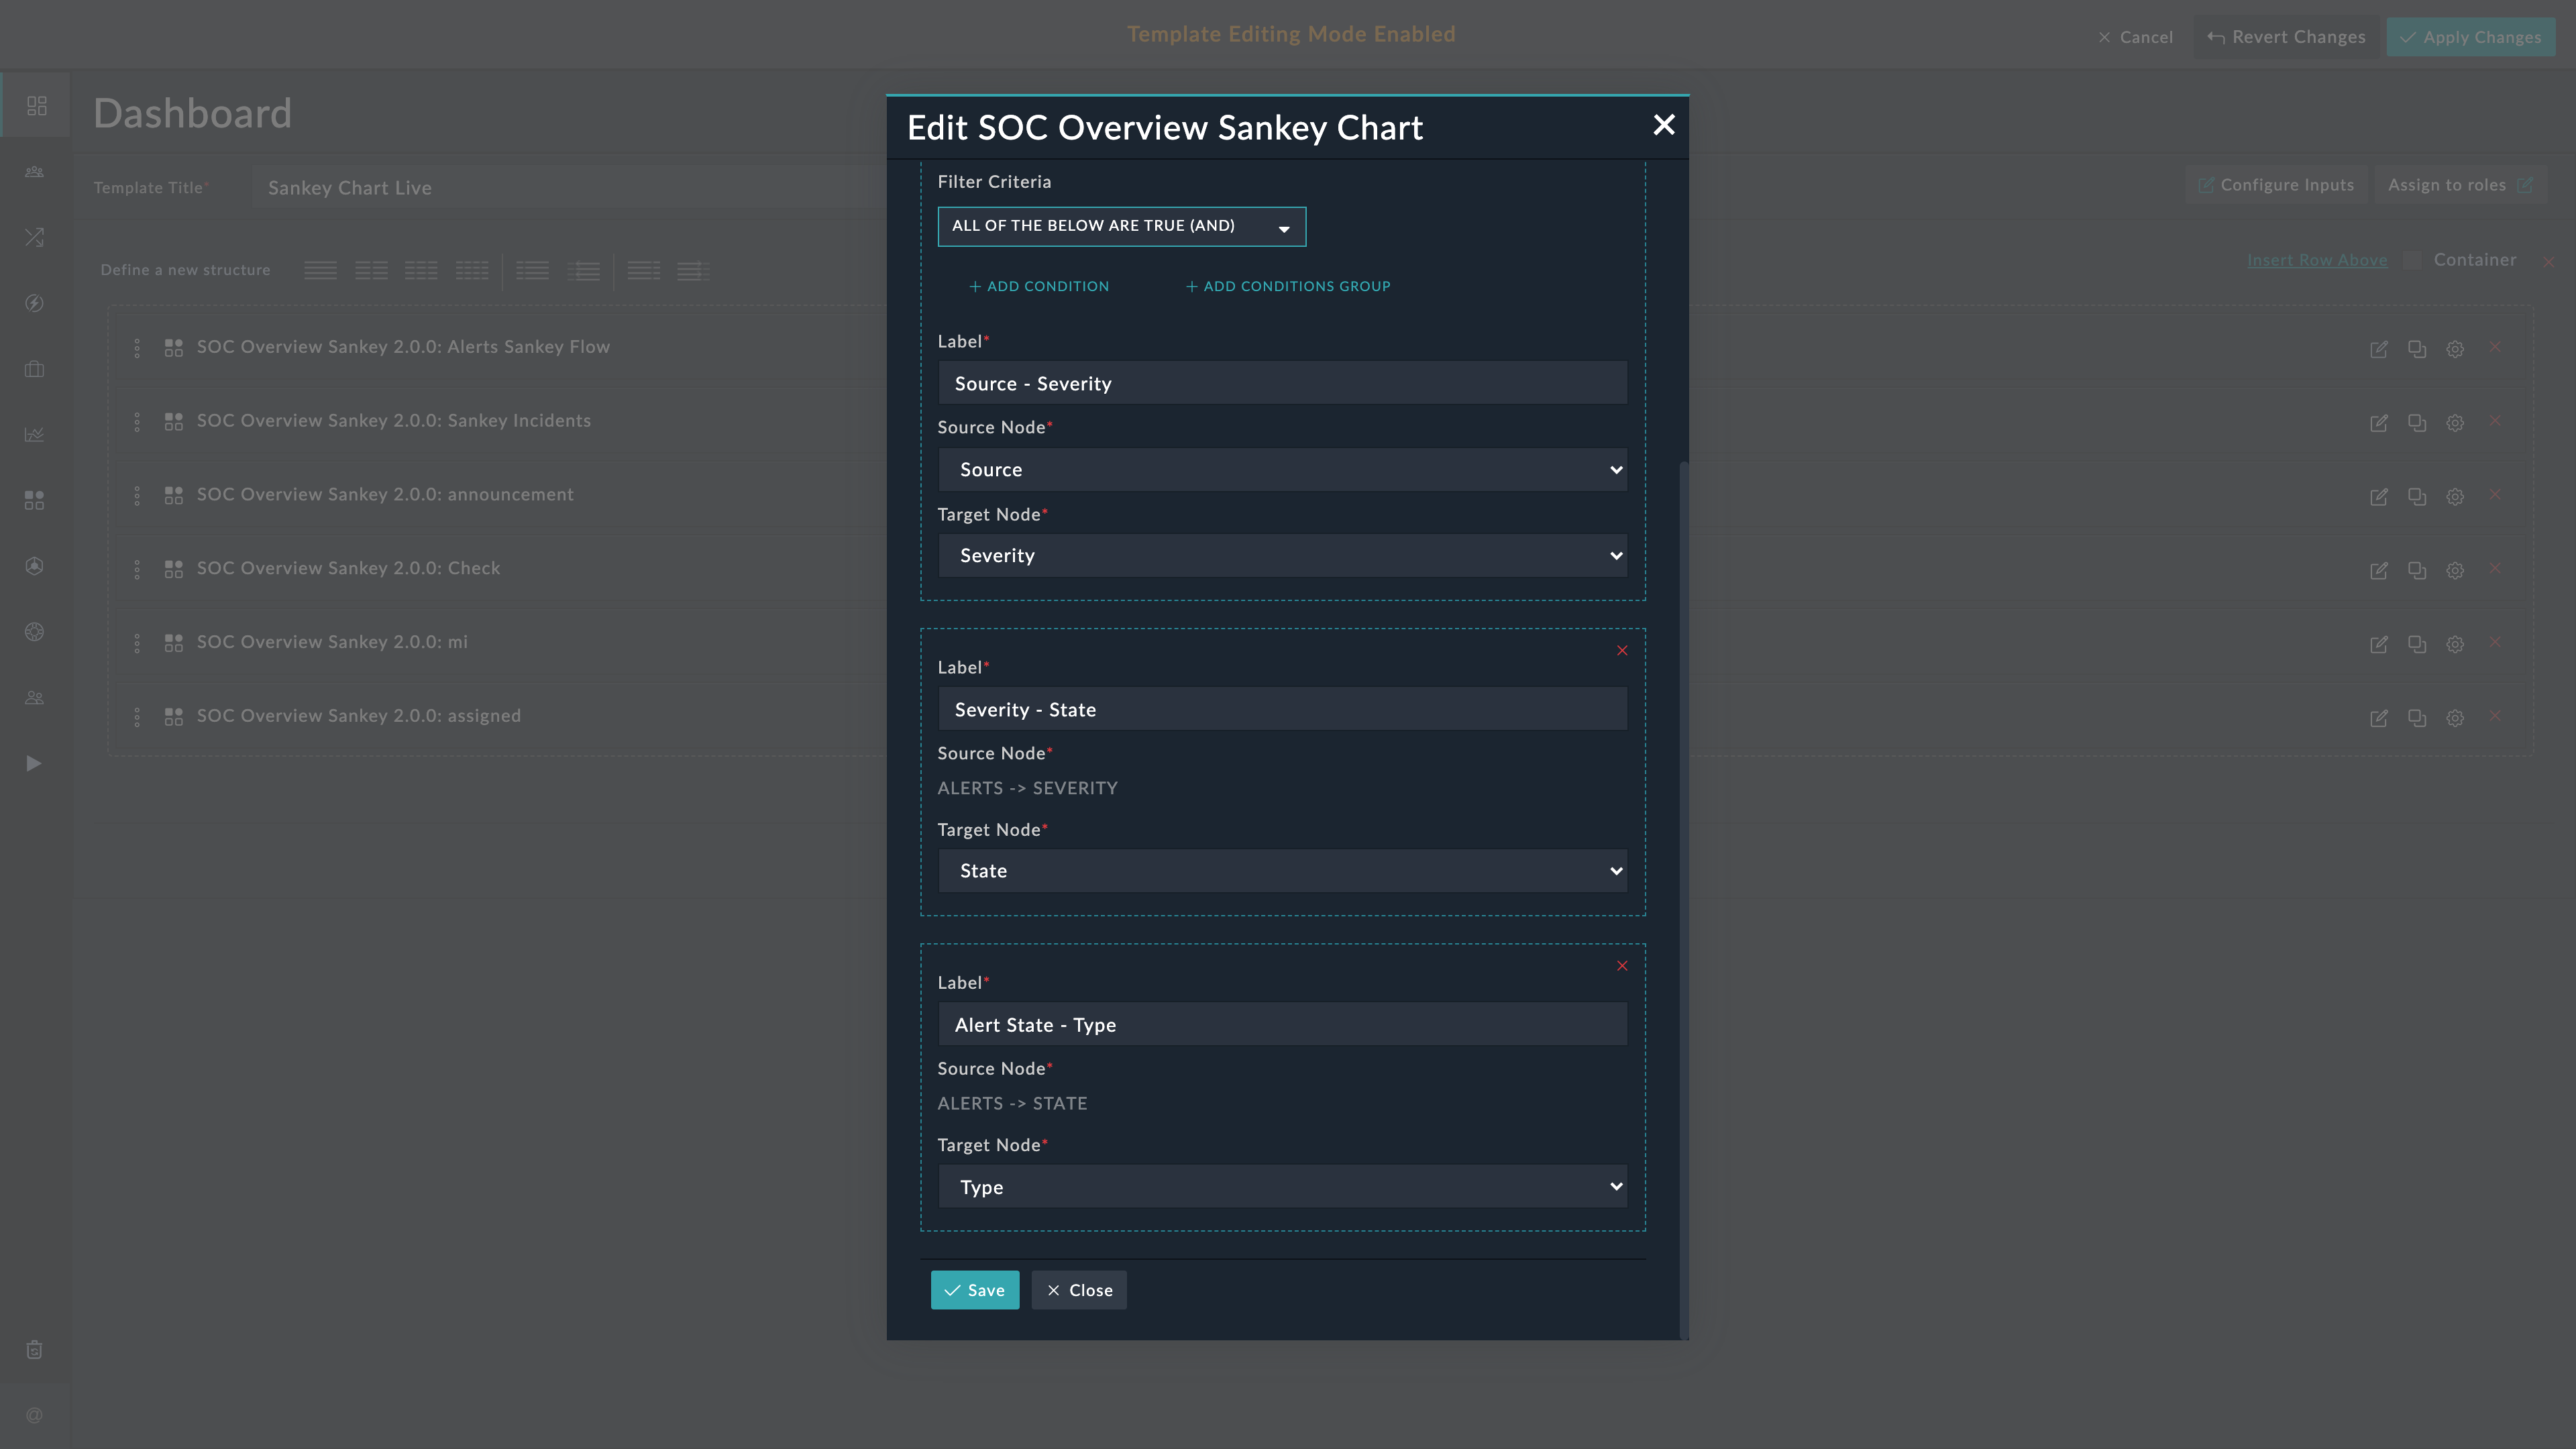 Template Editing Mode Enabled
Cancel
Revert Changes
Apply Changes
Dashboard
Template Title*
Sankey Chart Live
Configure Inputs
Assign to roles
Define a new structure
Insert Row Above
Container
SOC Overview Sankey 2.0.0: Alerts Sankey Flow
SOC Overview Sankey 2.0.0: Sankey Incidents
SOC Overview Sankey 2.0.0: announcement
SOC Overview Sankey 2.0.0: Check
SOC Overview Sankey 2.0.0: mi
SOC Overview Sankey 2.0.0: assigned
Edit SOC Overview Sankey Chart
Filter Criteria
ALL OF THE BELOW ARE TRUE (AND)
+ ADD CONDITION
+ ADD CONDITIONS GROUP
Label*
Source - Severity
Source Node*
Source
Target Node*
Severity
Label*
Severity - State
Source Node*
ALERTS -> SEVERITY
Target Node*
State
Label*
Alert State - Type
Source Node*
ALERTS -> STATE
Target Node*
Type
Save
Close